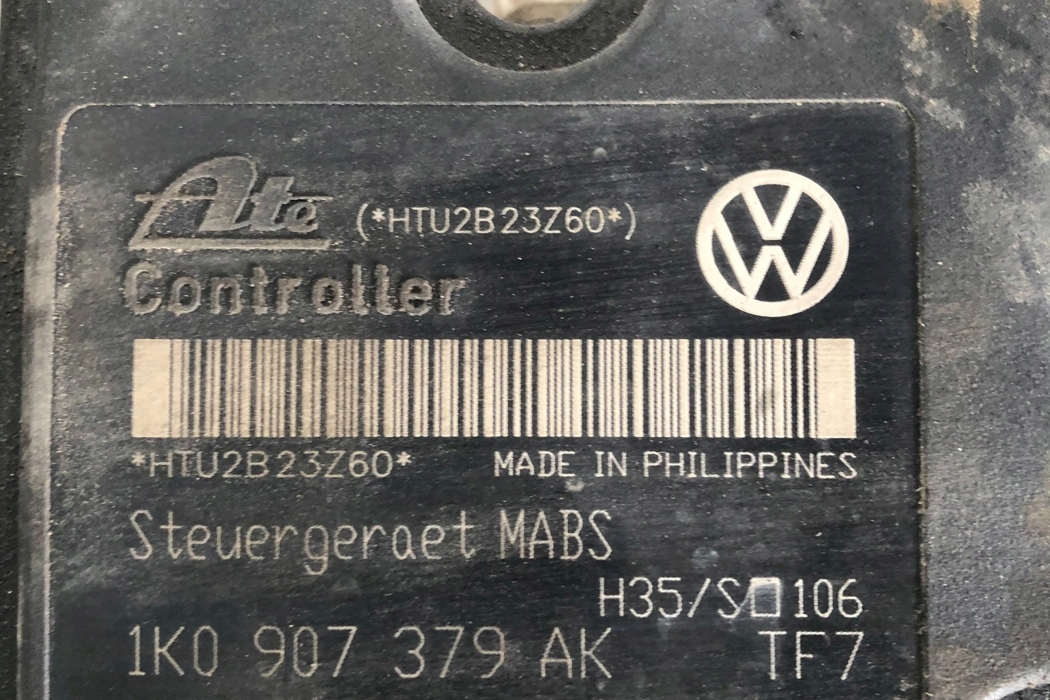 Ate (*HTU2B23Z60*)
Controller
*HTU2B23Z60* MADE IN PHILIPPINES
Steuergeraet MABS
H35/S 106
1K0 907 379 AK TF7